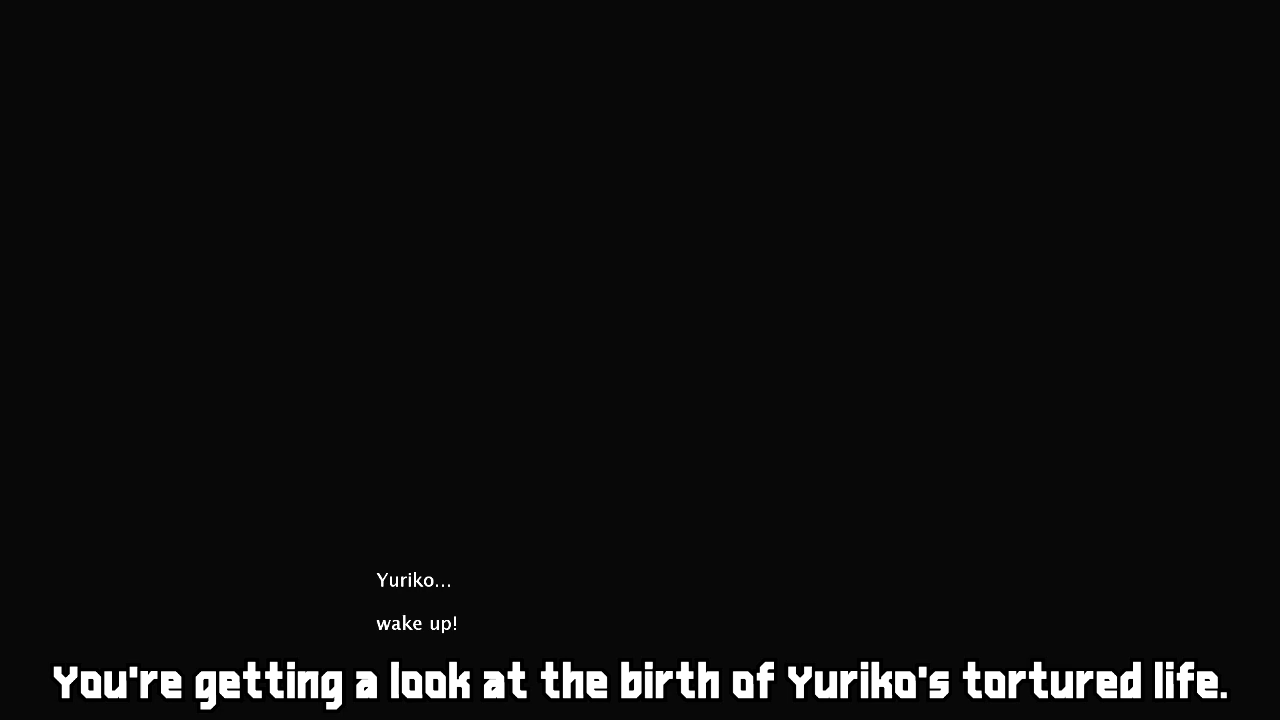 Yuriko...
wake up!
You're getting a look at the birth of Yuriko's tortured life.